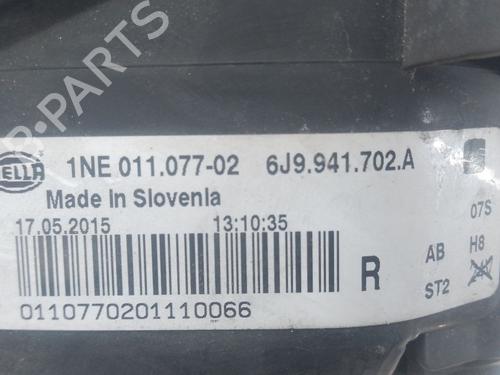 HELLA 1NE 011.077-02 6J9.941.702.A
Made in Slovenia
17.05.2015 13:10:35
07S
R AB H8
ST2
0110770201110066
B-PARTS